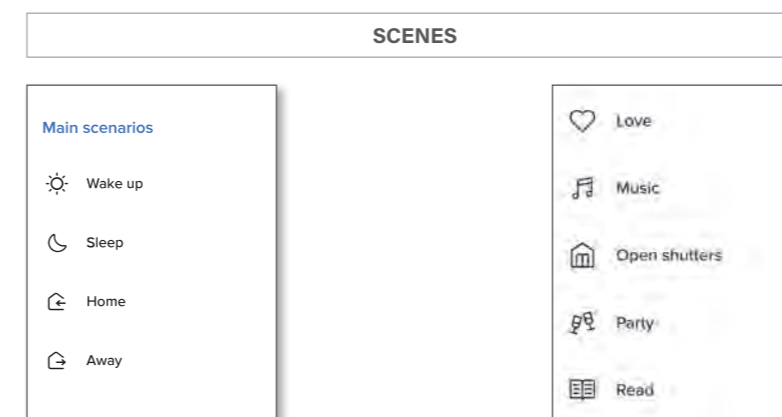 SCENES
Main scenarios
Wake up
Sleep
Home
Away
Love
Music
Open shutters
Party
Read